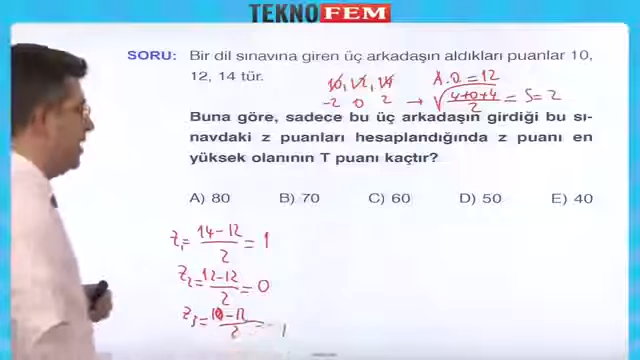 TEKNOFEM
SORU: Bir dil sınavına giren üç arkadaşın aldıkları puanlar 10,
12, 14 tür.
10, 12, 14 A.O = 12
-2 0 2 → √(4+0+4)/2 = S = 2
Buna göre, sadece bu üç arkadaşın girdiği bu sı-
navdaki z puanları hesaplandığında z puanı en
yüksek olanının T puanı kaçtır?
A) 80 B) 70 C) 60 D) 50 E) 40
Z₁ = 14-12/2 = 1
Z₂ = 12-12/2 = 0
Z₃ = 10-12/2 = -1